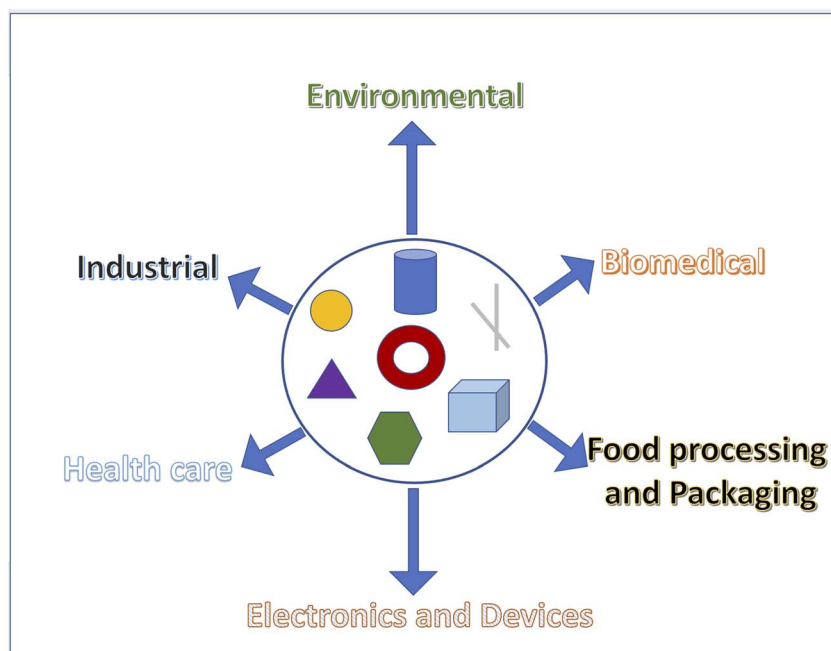 Environmental
Industrial
Biomedical
Health care
Food processing
and Packaging
Electronics and Devices